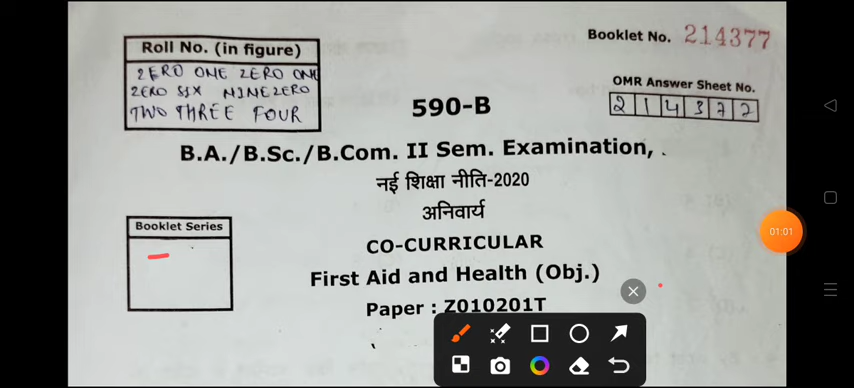 Booklet No. 214377
Roll No. (in figure)
ZERO ONE ZERO ONE
ZERO SIX NINE ZERO
TWO THREE FOUR
OMR Answer Sheet No.
214377
590-B
B.A./B.Sc./B.Com. II Sem. Examination,
नई शिक्षा नीति-2020
अनिवार्य
Booklet Series
CO-CURRICULAR
First Aid and Health (Obj.)
Paper : Z010201T
01:01